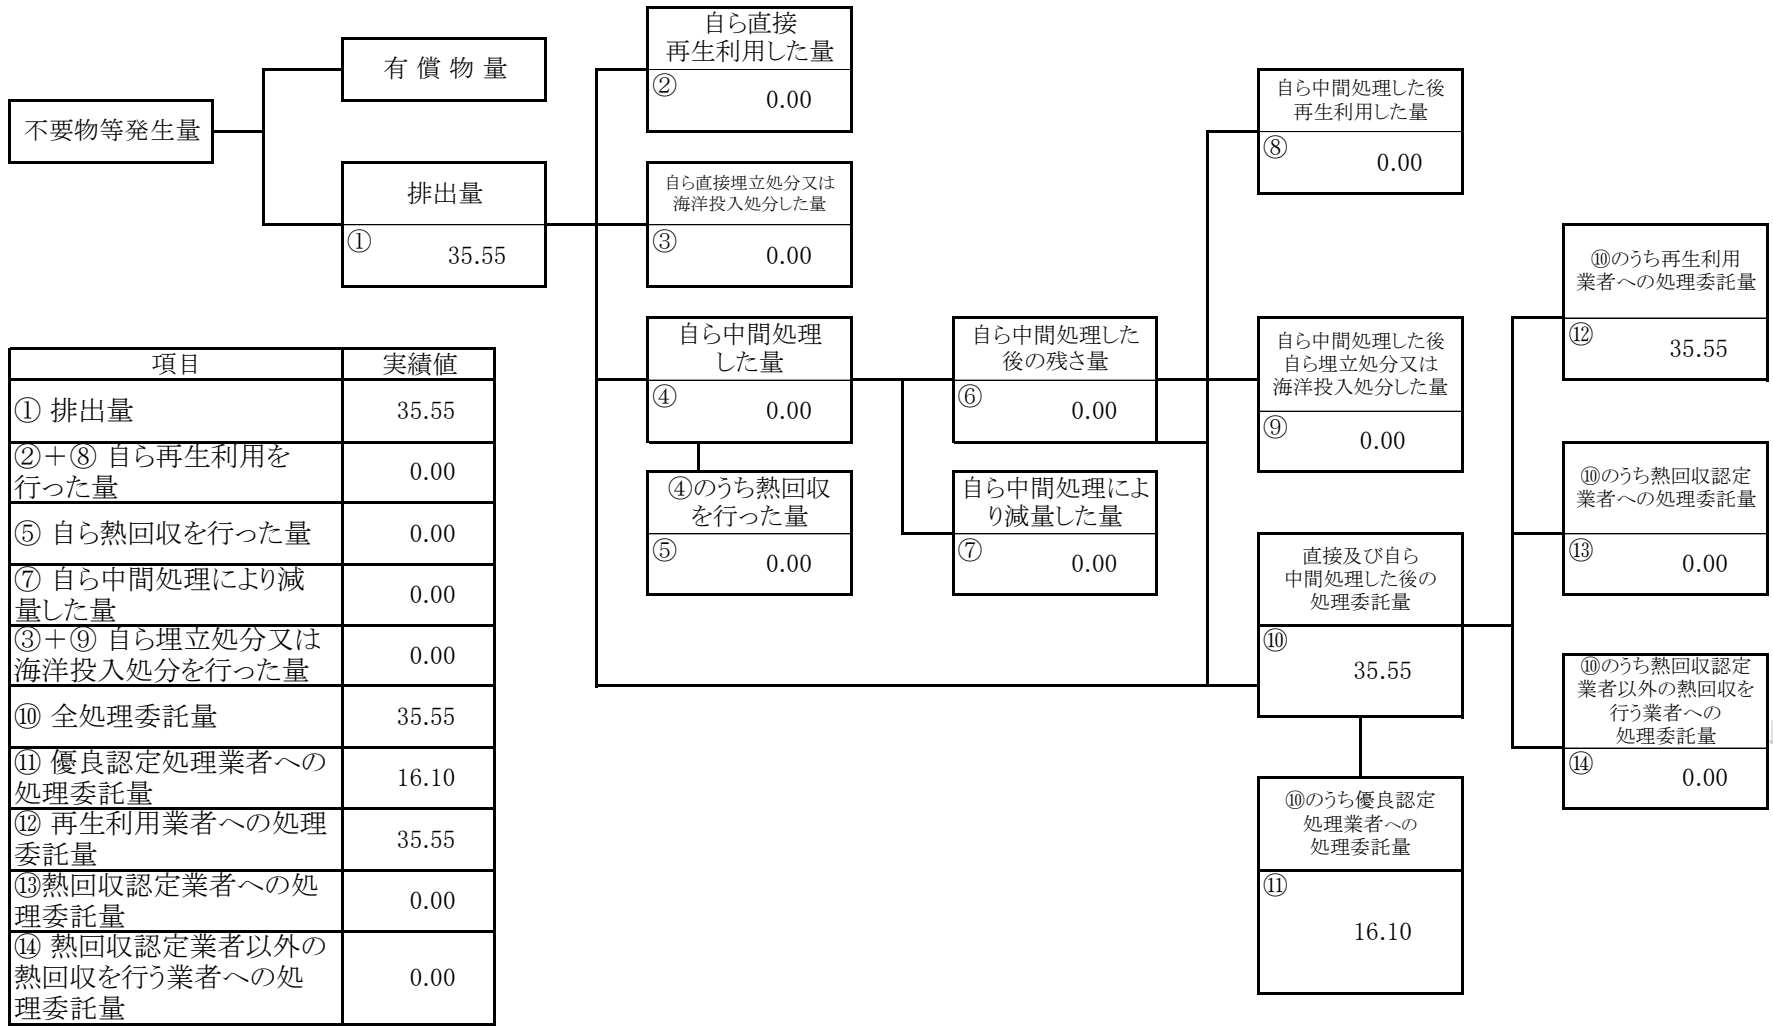 不要物等発生量
有 償 物 量
排出量
①
35.55
自ら直接
再生利用した量
②
0.00
自ら直接埋立処分又は
海洋投入処分した量
③
0.00
自ら中間処理
した量
④
0.00
④のうち熱回収
を行った量
⑤
0.00
自ら中間処理した
後の残さ量
⑥
0.00
自ら中間処理によ
り減量した量
⑦
0.00
自ら中間処理した後
再生利用した量
⑧
0.00
自ら中間処理した後
自ら埋立処分又は
海洋投入処分した量
⑨
0.00
直接及び自ら
中間処理した後の
処理委託量
⑩
35.55
⑩のうち優良認定
処理業者への
処理委託量
⑪
16.10
⑩のうち再生利用
業者への処理委託量
⑫
35.55
⑩のうち熱回収認定
業者への処理委託量
⑬
0.00
⑩のうち熱回収認定
業者以外の熱回収を
行う業者への
処理委託量
⑭
0.00
項目 実績値
① 排出量 35.55
②＋⑧ 自ら再生利用を
行った量 0.00
⑤ 自ら熱回収を行った量 0.00
⑦ 自ら中間処理により減
量した量 0.00
③＋⑨ 自ら埋立処分又は
海洋投入処分を行った量 0.00
⑩ 全処理委託量 35.55
⑪ 優良認定処理業者への
処理委託量 16.10
⑫ 再生利用業者への処理
委託量 35.55
⑬熱回収認定業者への処
理委託量 0.00
⑭ 熱回収認定業者以外の
熱回収を行う業者への処
理委託量 0.00